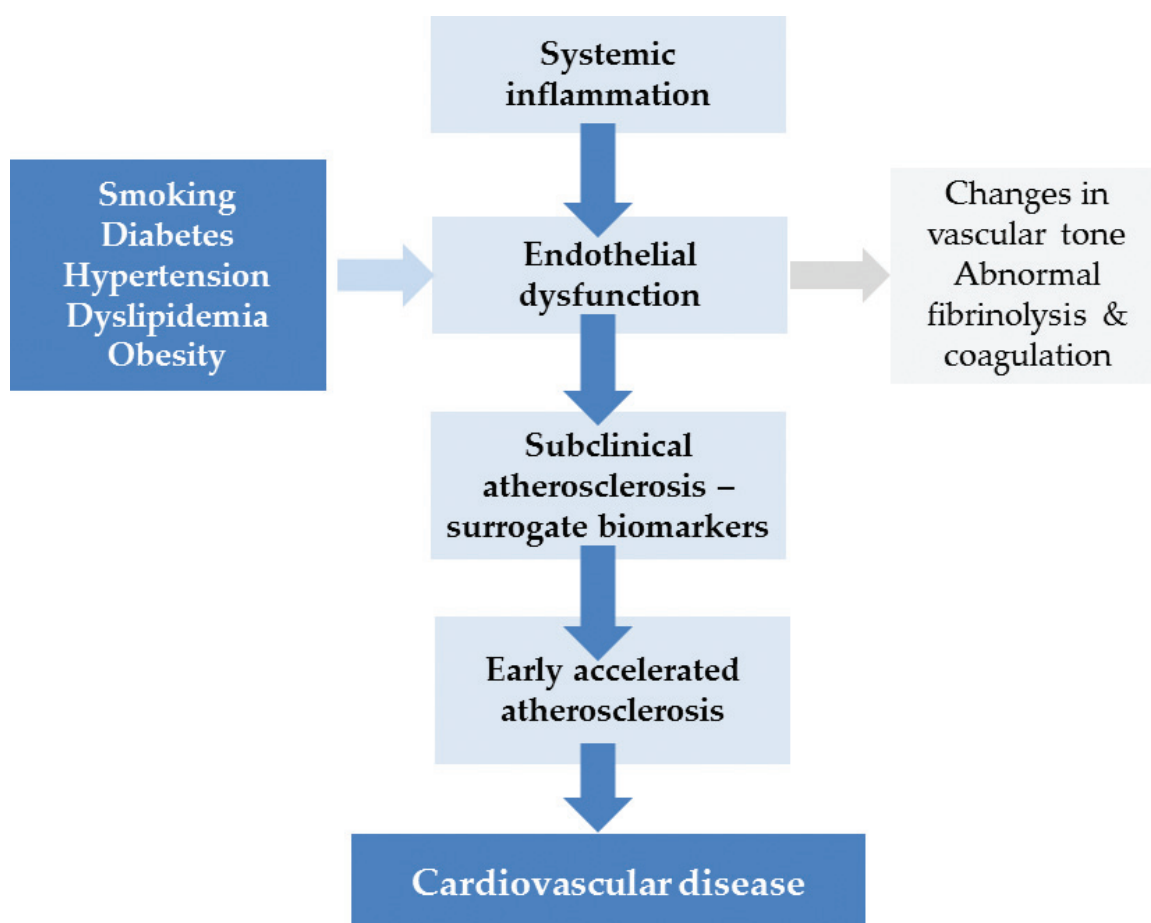 Systemic
inflammation
Smoking
Diabetes
Hypertension
Dyslipidemia
Obesity
Endothelial
dysfunction
Changes in
vascular tone
Abnormal
fibrinolysis &
coagulation
Subclinical
atherosclerosis –
surrogate biomarkers
Early accelerated
atherosclerosis
Cardiovascular disease